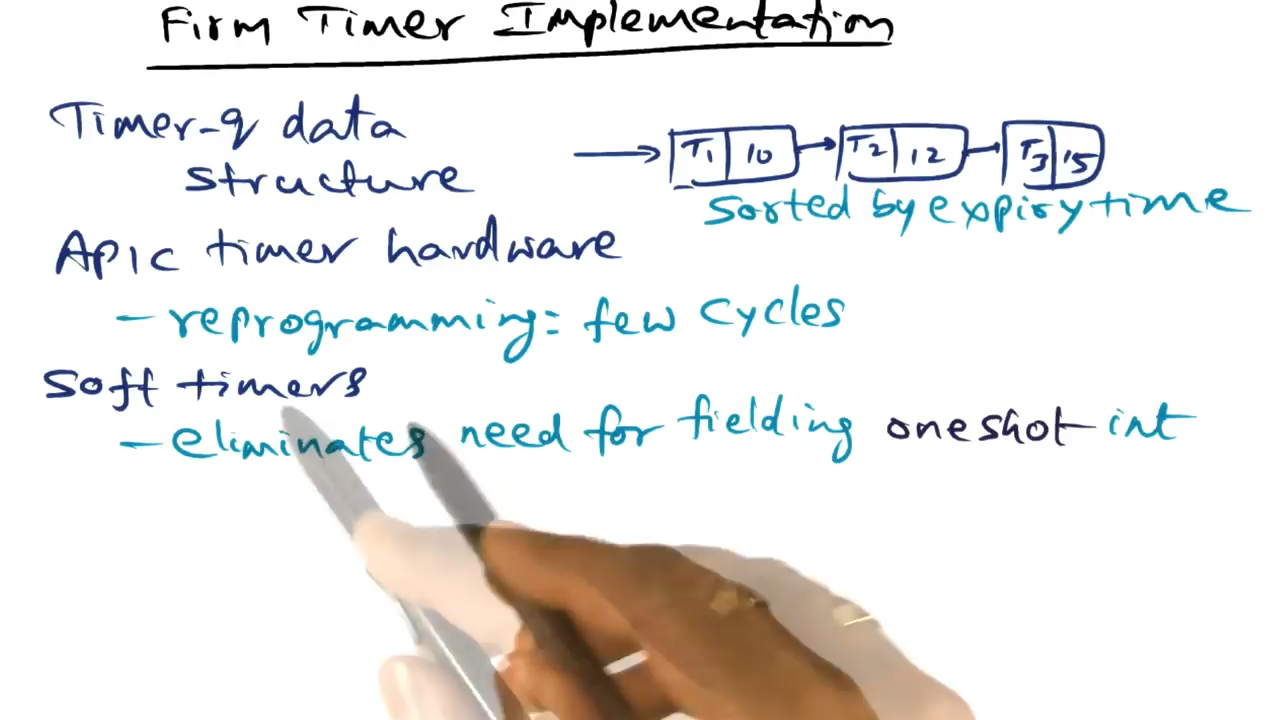 Firm Timer Implementation
Timer-q data
structure
T1 10 T2 12 T3 15
sorted by expiry time
APIC timer hardware
- reprogramming: few cycles
Soft timers
- eliminates need for fielding oneshot int